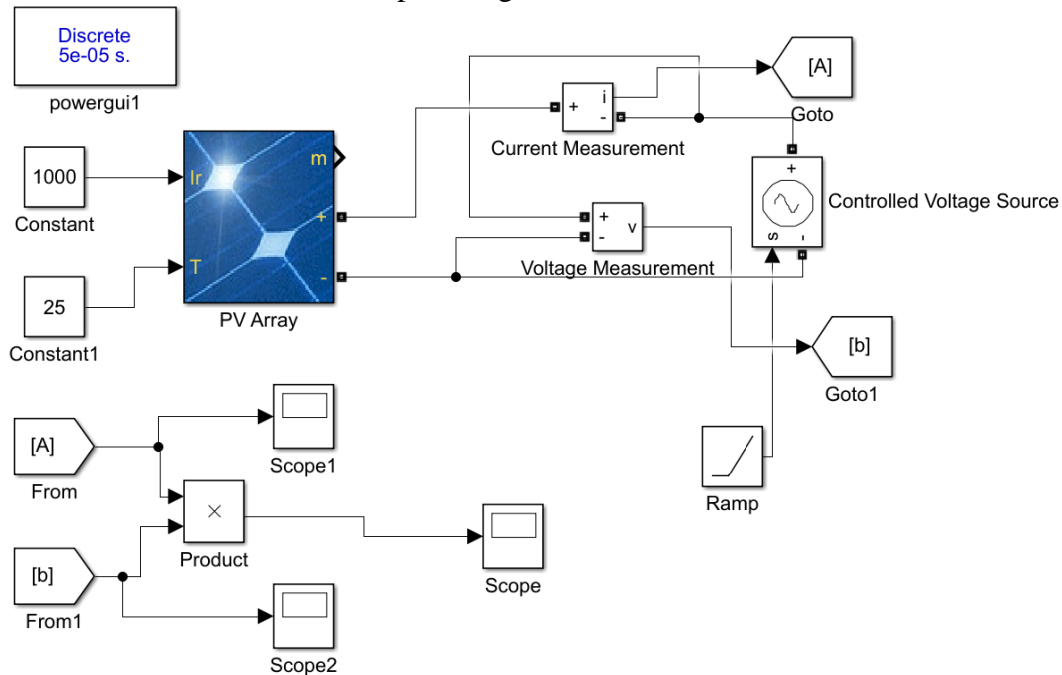 Discrete
5e-05 s.
powergui1
[A]
Goto
i
+
-
Current Measurement
1000
Constant
Ir
m
+
T
-
PV Array
+
-
v
Voltage Measurement
+
s
-
Controlled Voltage Source
25
Constant1
[b]
Goto1
[A]
From
Scope1
Ramp
×
Product
Scope
[b]
From1
Scope2